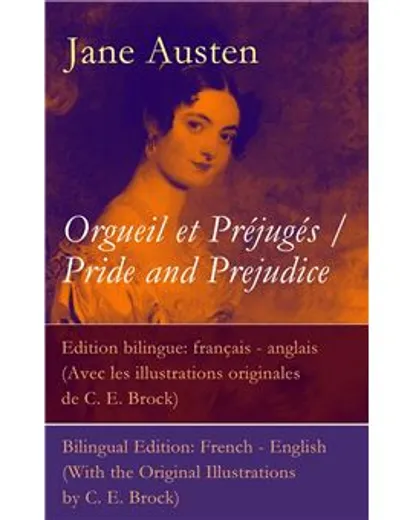 Jane Austen
Orgueil et Préjugés /
Pride and Prejudice
Edition bilingue: français - anglais
(Avec les illustrations originales
de C. E. Brock)
Bilingual Edition: French - English
(With the Original Illustrations
by C. E. Brock)